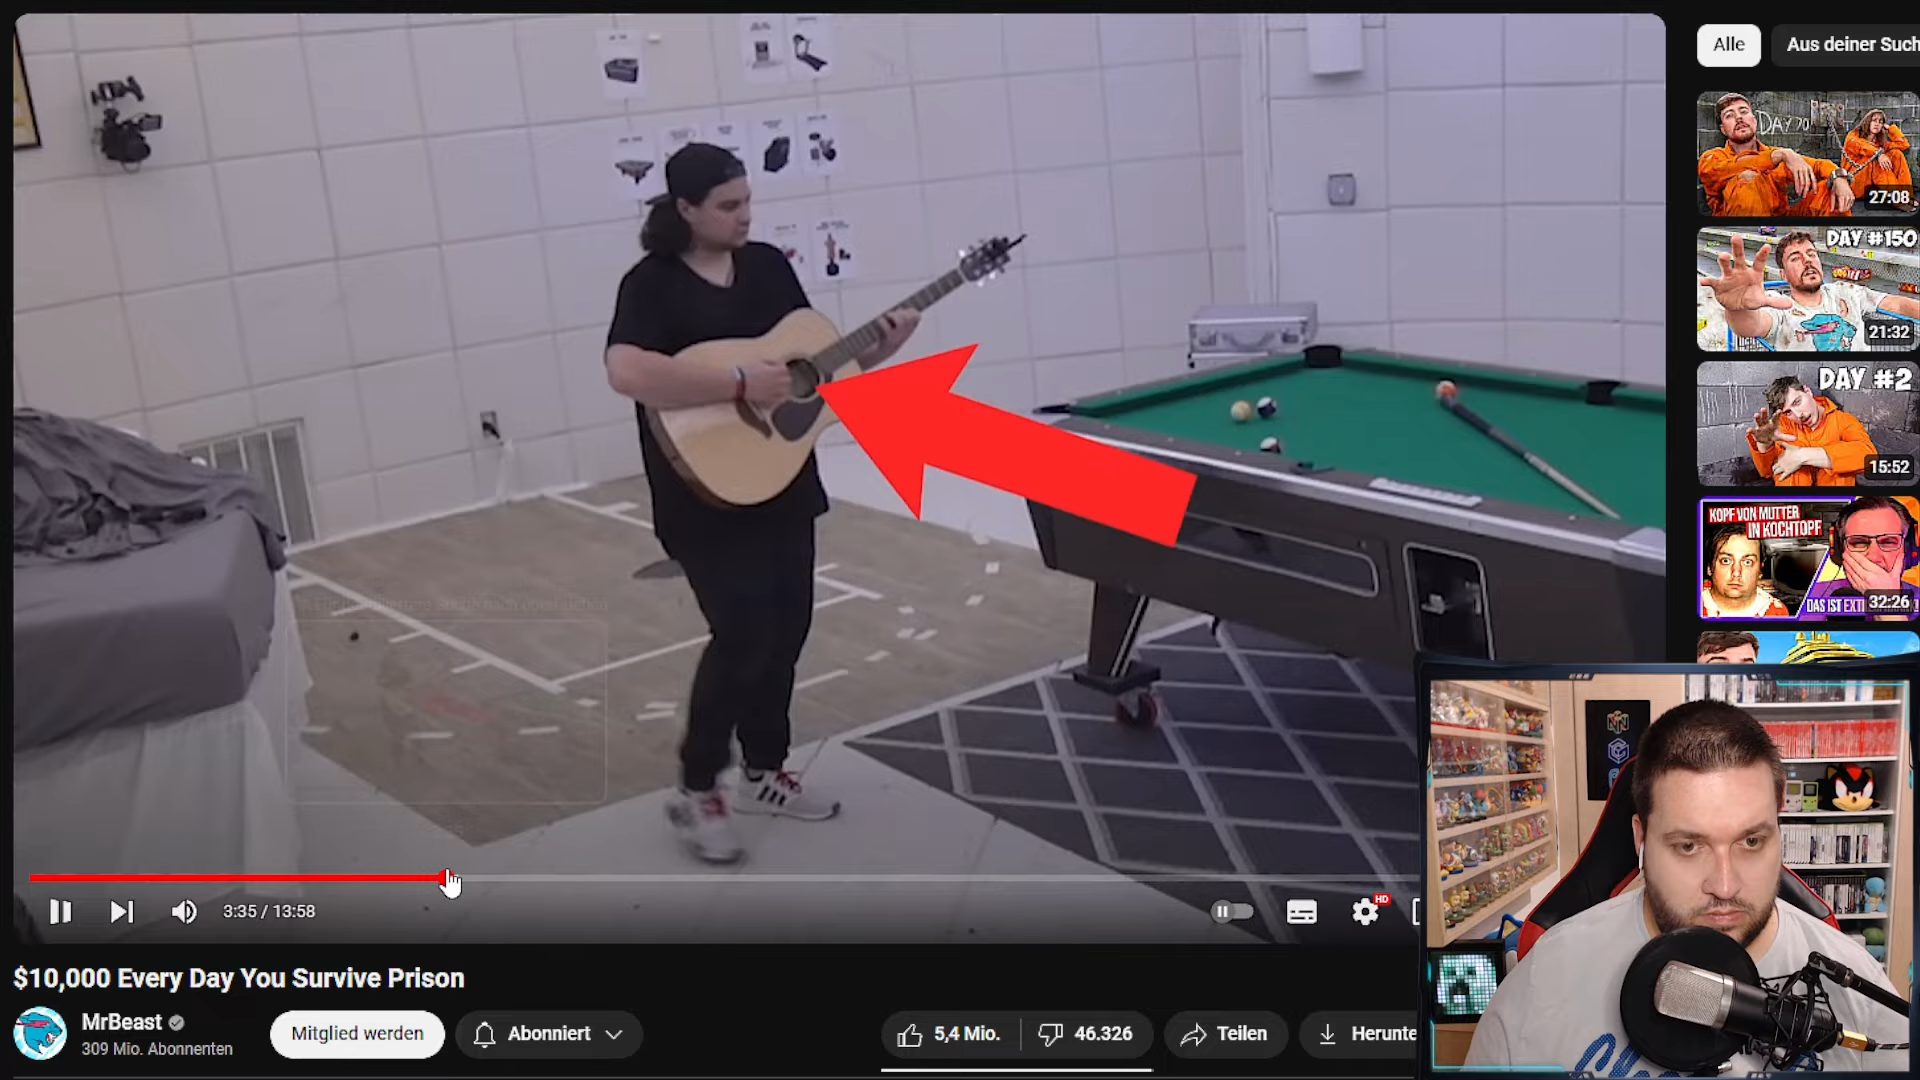 Alle
Aus deiner Such
DAY 70
27:08
DAY #150
21:32
DAY #2
15:52
KOPF VON MUTTER
IN KOCHTOPF
DAS IST EXT
32:26
3:35 / 13:58
HD
$10,000 Every Day You Survive Prison
MrBeast
309 Mio. Abonnenten
Mitglied werden
Abonniert
5,4 Mio.
46.326
Teilen
Herunte